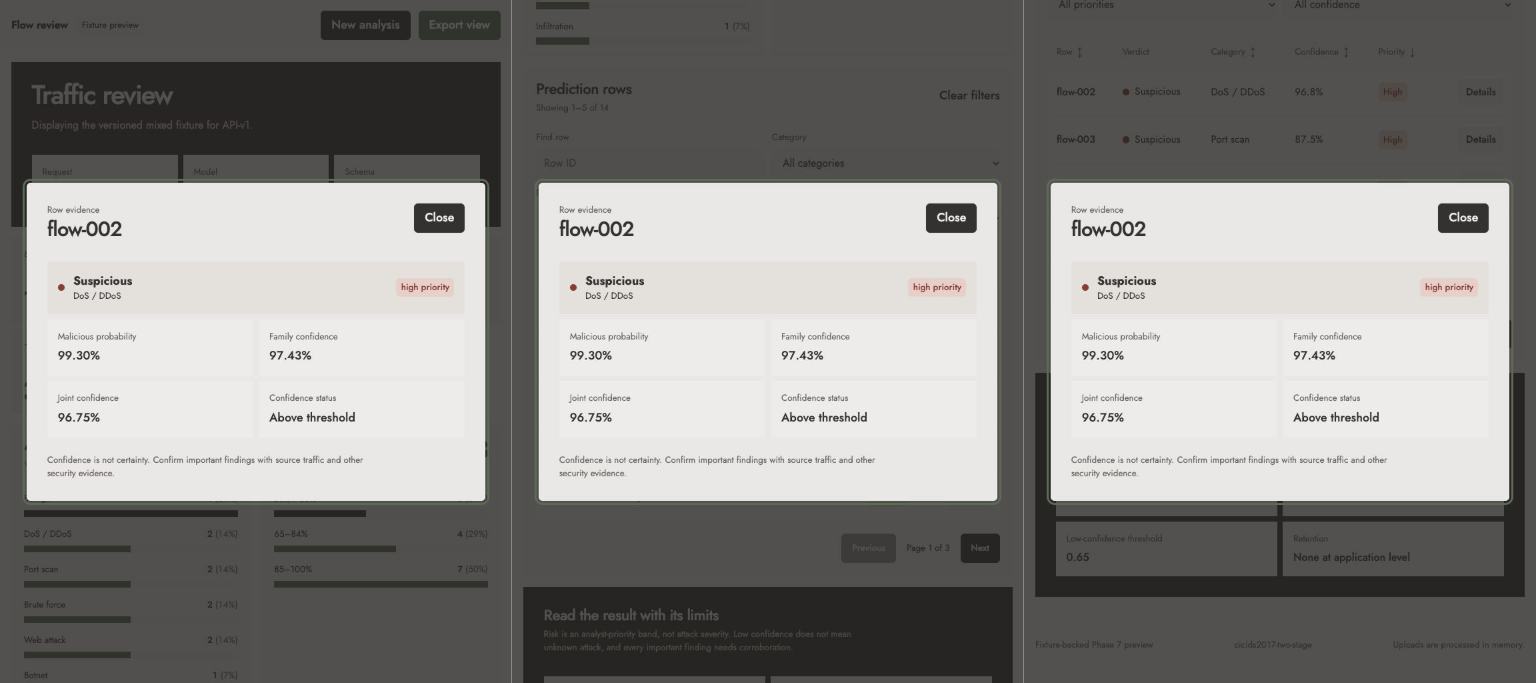 Flow review
Fixture preview
New analysis
Export view
Traffic review
Displaying the versioned mixed fixture for API-v1.
Request
Model
Schema
Row evidence
flow-002
Close
Suspicious
DoS / DDoS
high priority
Malicious probability
99.30%
Family confidence
97.43%
Joint confidence
96.75%
Confidence status
Above threshold
Confidence is not certainty. Confirm important findings with source traffic and other
security evidence.
DoS / DDoS
2 (14%)
Port scan
2 (14%)
Brute force
2 (14%)
Web attack
2 (14%)
Botnet
1 (7%)
65–84%
4 (29%)
85–100%
7 (50%)
Infiltration
1 (7%)
Prediction rows
Showing 1–5 of 14
Clear filters
Find row
Row ID
Category
All categories
Row evidence
flow-002
Close
Suspicious
DoS / DDoS
high priority
Malicious probability
99.30%
Family confidence
97.43%
Joint confidence
96.75%
Confidence status
Above threshold
Confidence is not certainty. Confirm important findings with source traffic and other
security evidence.
Previous
Page 1 of 3
Next
Read the result with its limits
Risk is an analyst-priority band, not attack severity. Low confidence does not mean
unknown attack, and every important finding needs corroboration.
All priorities
All confidence
Row
Verdict
Category
Confidence
Priority
flow-002
Suspicious
DoS / DDoS
96.8%
High
Details
flow-003
Suspicious
Port scan
87.5%
High
Details
Row evidence
flow-002
Close
Suspicious
DoS / DDoS
high priority
Malicious probability
99.30%
Family confidence
97.43%
Joint confidence
96.75%
Confidence status
Above threshold
Confidence is not certainty. Confirm important findings with source traffic and other
security evidence.
Low-confidence threshold
0.65
Retention
None at application level
Fixture-backed Phase 7 preview
cicids2017-two-stage
Uploads are processed in memory.